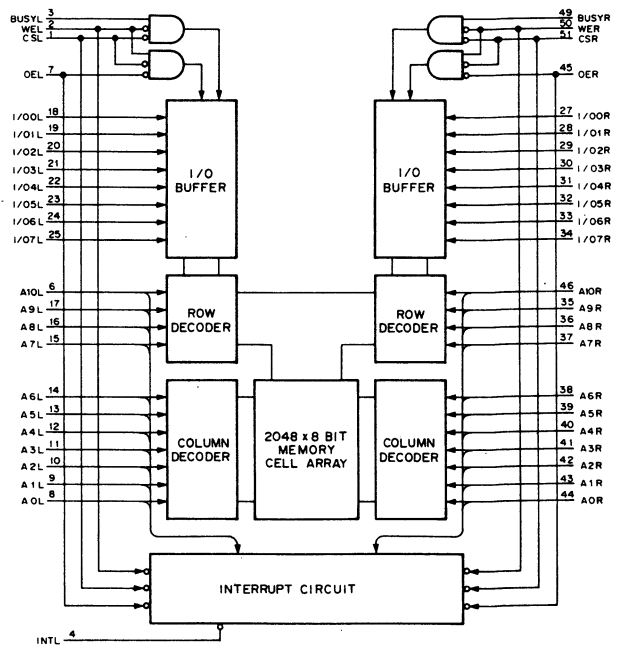 BUSYL 3
WEL 2
CSL 1
OEL 7
49 BUSYR
50 WER
51 CSR
45 OER
I/O0L 18
I/O1L 19
I/O2L 20
I/O3L 21
I/O4L 22
I/O5L 23
I/O6L 24
I/O7L 25
I/O
BUFFER
I/O
BUFFER
27 I/O0R
28 I/O1R
29 I/O2R
30 I/O3R
31 I/O4R
32 I/O5R
33 I/O6R
34 I/O7R
A10L 6
A9L 17
A8L 16
A7L 15
ROW
DECODER
ROW
DECODER
46 A10R
35 A9R
36 A8R
37 A7R
A6L 14
A5L 13
A4L 12
A3L 11
A2L 10
A1L 9
A0L 8
COLUMN
DECODER
2048 x 8 BIT
MEMORY
CELL ARRAY
COLUMN
DECODER
38 A6R
39 A5R
40 A4R
41 A3R
42 A2R
43 A1R
44 A0R
INTERRUPT CIRCUIT
INTL 4